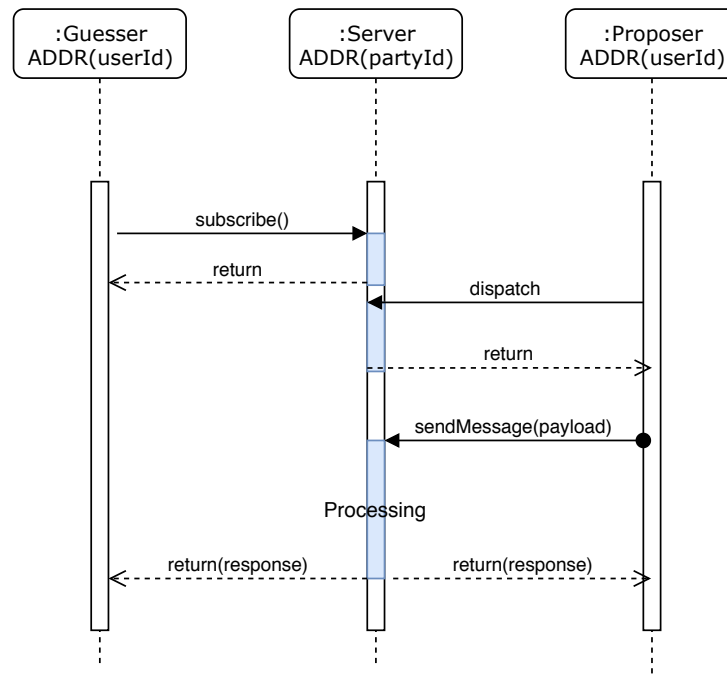 :Guesser
ADDR(userId)
:Server
ADDR(partyId)
:Proposer
ADDR(userId)
subscribe()
return
dispatch
return
sendMessage(payload)
Processing
return(response)
return(response)